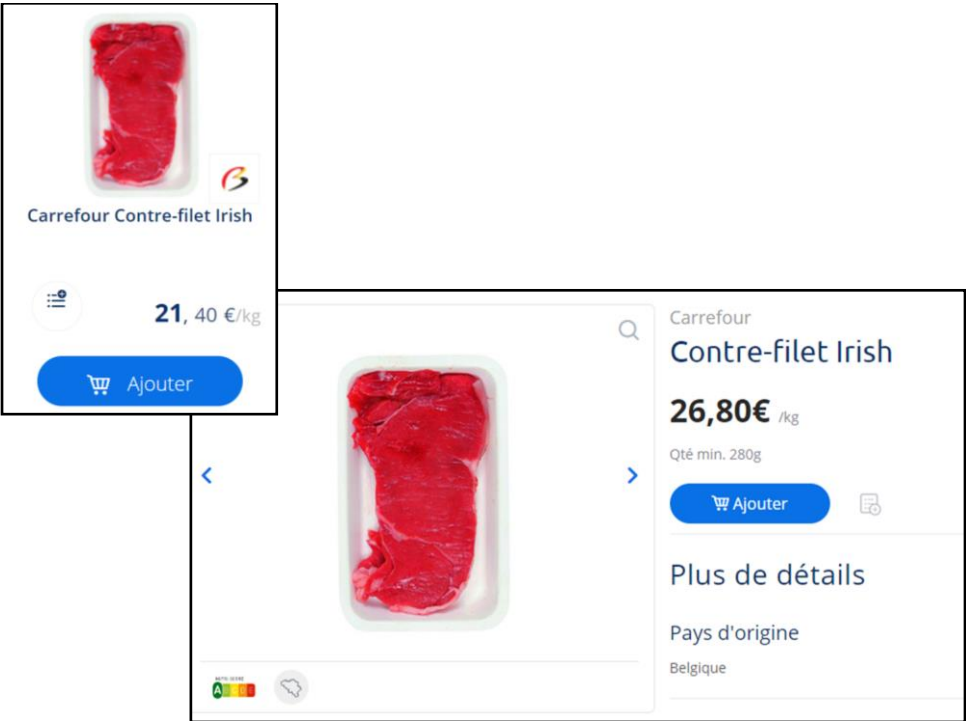 Carrefour Contre-filet Irish
21, 40 €/kg
Ajouter
Carrefour
Contre-filet Irish
26,80€ /kg
Qté min. 280g
Ajouter
Plus de détails
Pays d'origine
Belgique
A